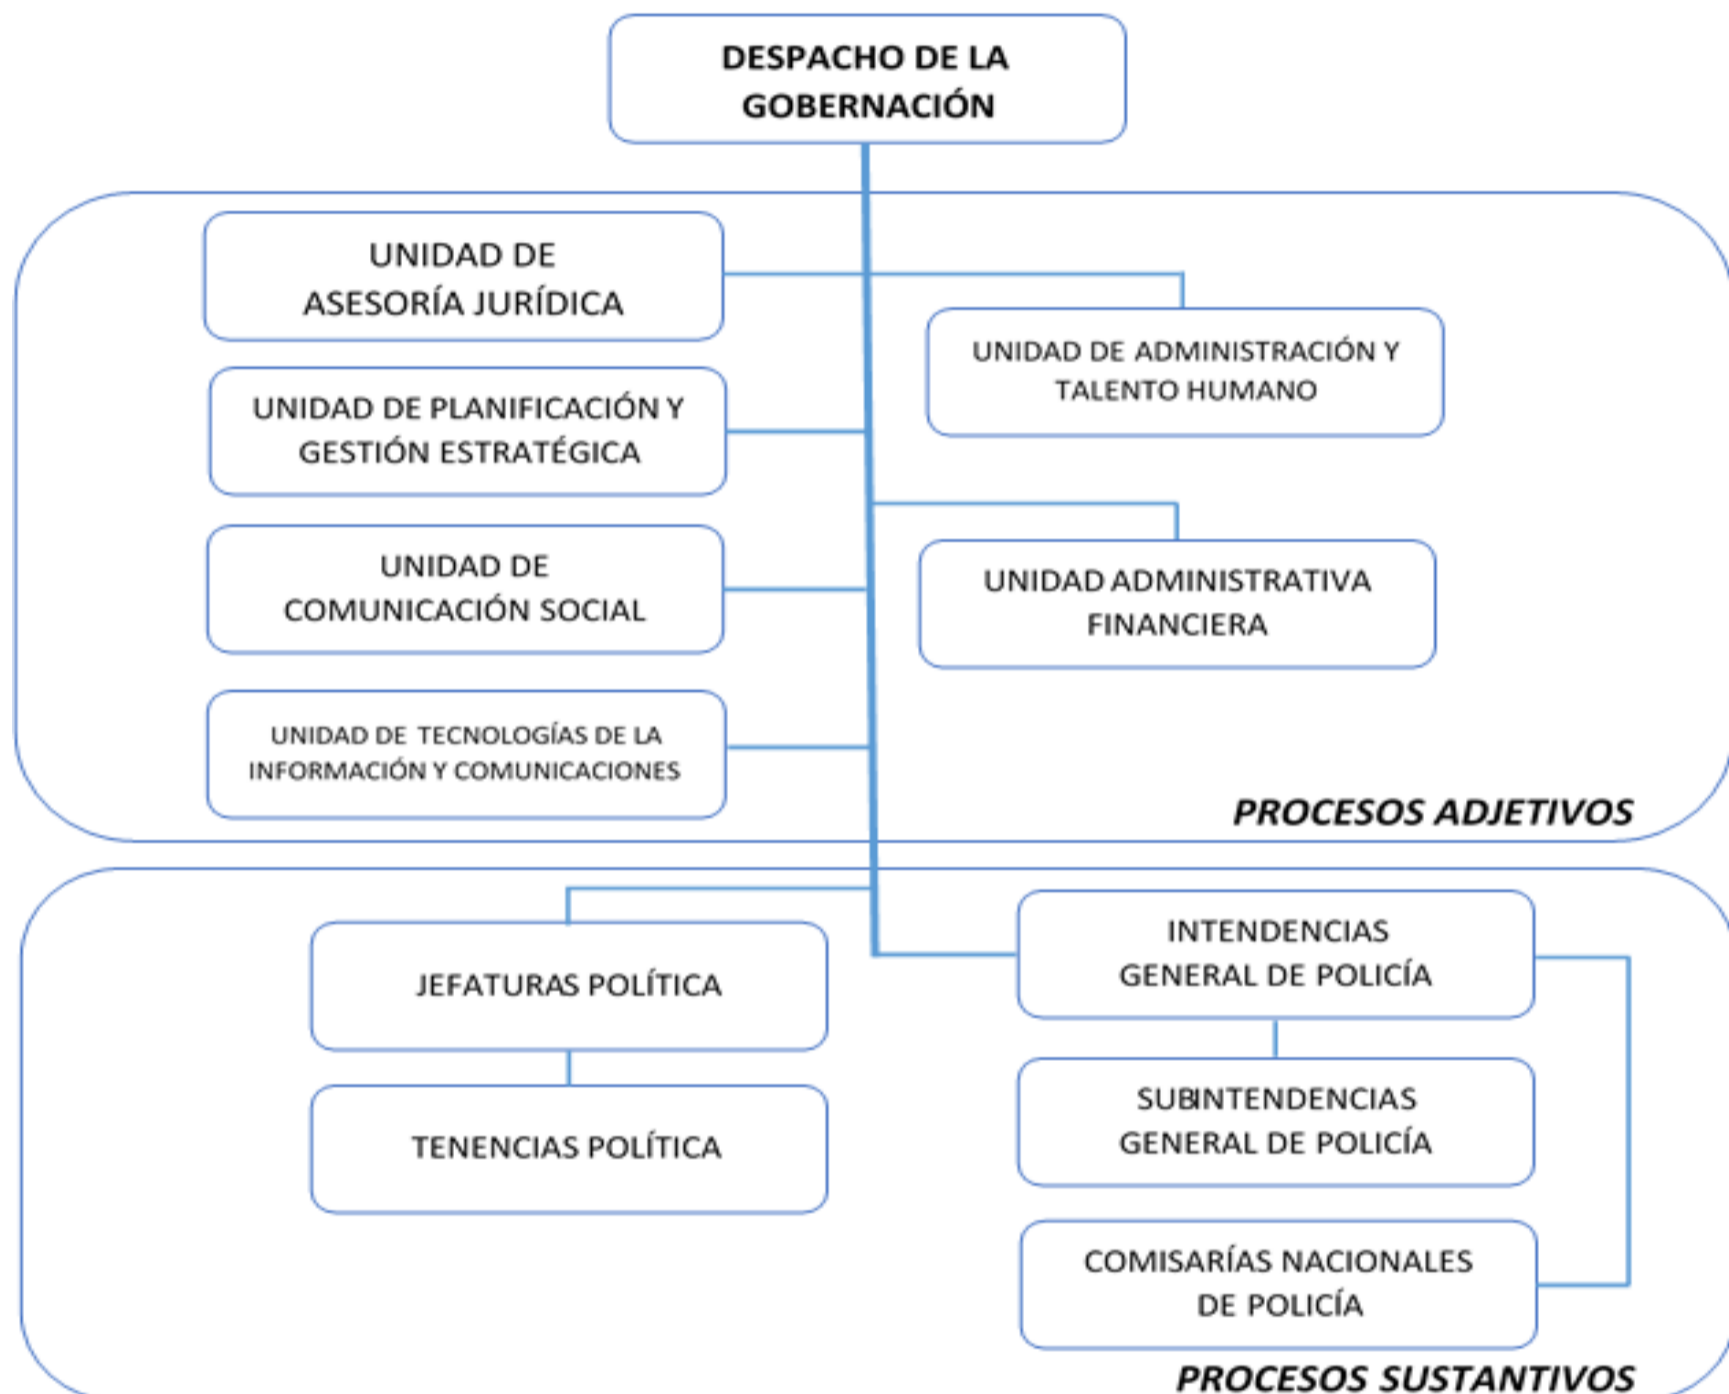 DESPACHO DE LA
GOBERNACIÓN
UNIDAD DE
ASESORÍA JURÍDICA
UNIDAD DE ADMINISTRACIÓN Y
TALENTO HUMANO
UNIDAD DE PLANIFICACIÓN Y
GESTIÓN ESTRATÉGICA
UNIDAD DE
COMUNICACIÓN SOCIAL
UNIDAD ADMINISTRATIVA
FINANCIERA
UNIDAD DE TECNOLOGÍAS DE LA
INFORMACIÓN Y COMUNICACIONES
PROCESOS ADJETIVOS
JEFATURAS POLÍTICA
TENENCIAS POLÍTICA
INTENDENCIAS
GENERAL DE POLICÍA
SUBINTENDENCIAS
GENERAL DE POLICÍA
COMISARÍAS NACIONALES
DE POLICÍA
PROCESOS SUSTANTIVOS